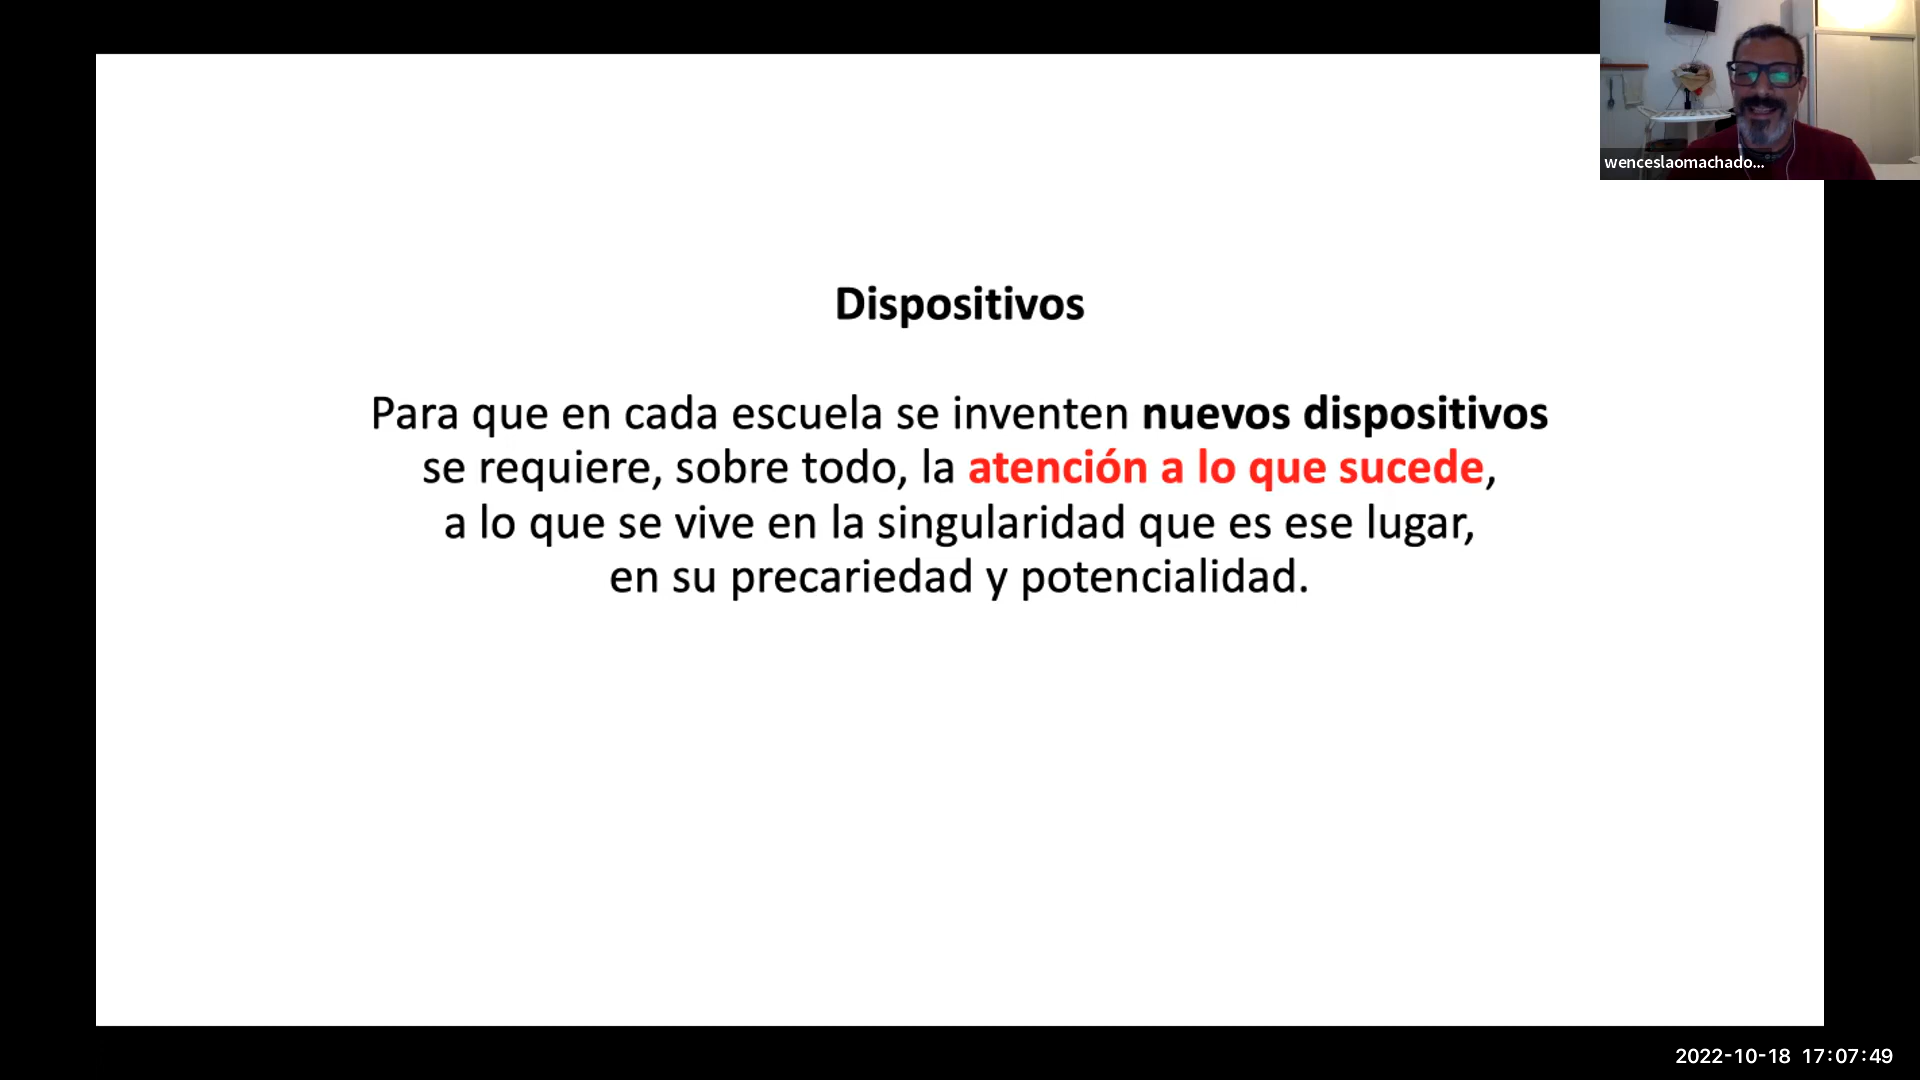 wenceslaomachado...
Dispositivos
Para que en cada escuela se inventen nuevos dispositivos
se requiere, sobre todo, la atención a lo que sucede,
a lo que se vive en la singularidad que es ese lugar,
en su precariedad y potencialidad.
2022-10-18 17:07:49